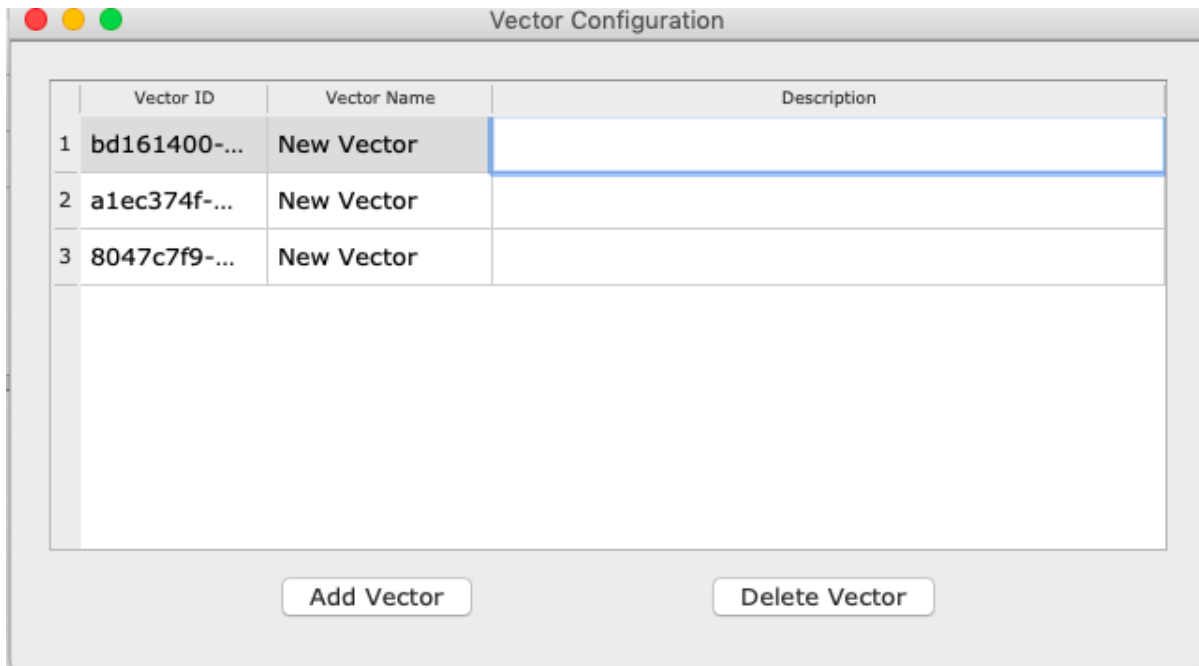 Vector Configuration
Vector ID Vector Name Description
1 bd161400-... New Vector
2 a1ec374f-... New Vector
3 8047c7f9-... New Vector
Add Vector Delete Vector